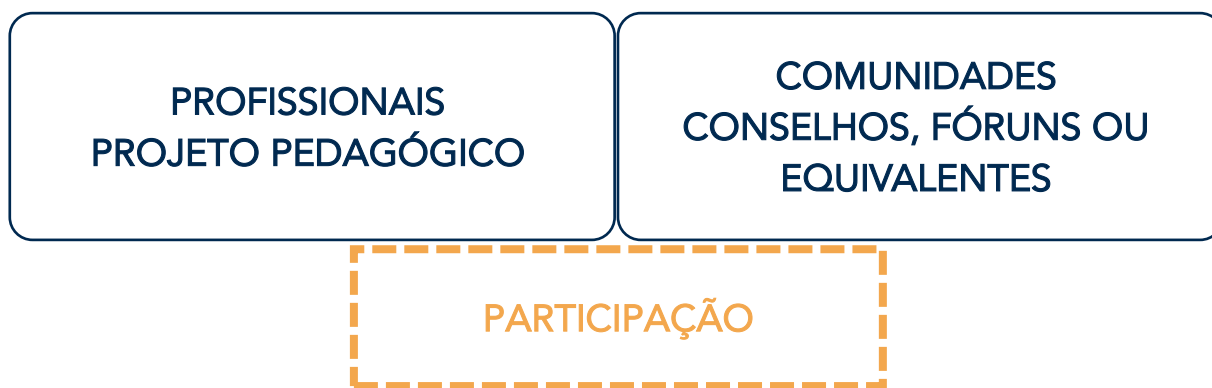 PROFISSIONAIS
PROJETO PEDAGÓGICO
COMUNIDADES
CONSELHOS, FÓRUNS OU
EQUIVALENTES
PARTICIPAÇÃO